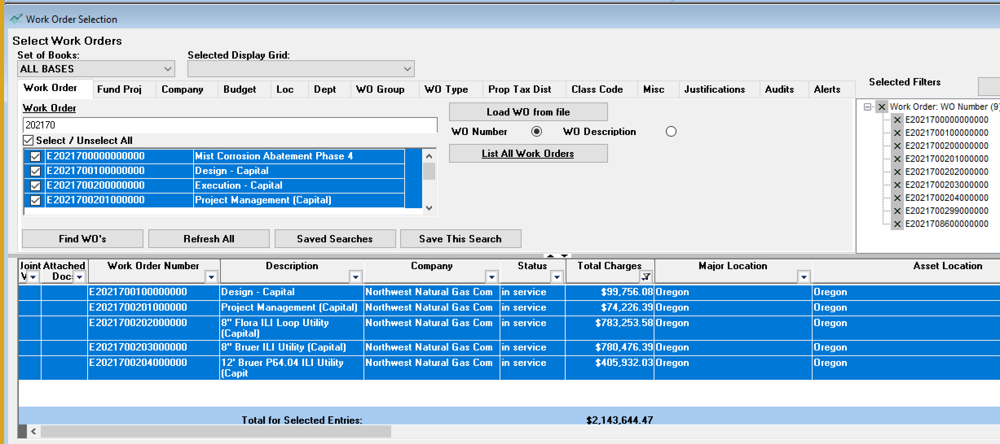 Work Order Selection
Select Work Orders
Set of Books:
Selected Display Grid:
ALL BASES
Work Order Fund Proj Company Budget Loc Dept WO Group WO Type Prop Tax Dist Class Code Misc Justifications Audits Alerts
Work Order
202170
Select / Unselect All
E2021700000000000 Mist Corrosion Abatement Phase 4
E2021700100000000 Design - Capital
E2021700200000000 Execution - Capital
E2021700201000000 Project Management (Capital)
Load WO from file
WO Number WO Description
List All Work Orders
Find WO's Refresh All Saved Searches Save This Search
Selected Filters
Work Order: WO Number (9)
E2021700000000000
E2021700100000000
E2021700200000000
E2021700201000000
E2021700202000000
E2021700203000000
E2021700204000000
E2021700299000000
E2021708600000000
Joint Attached Work Order Number Description Company Status Total Charges Major Location Asset Location
E2021700100000000 Design - Capital Northwest Natural Gas Com in service $99,756.08 Oregon Oregon
E2021700201000000 Project Management (Capital) Northwest Natural Gas Com in service $74,226.39 Oregon Oregon
E2021700202000000 8" Flora ILI Loop Utility Northwest Natural Gas Com in service $783,253.58 Oregon Oregon
(Capital)
E2021700203000000 8" Bruer ILI Utility (Capital) Northwest Natural Gas Com in service $780,476.39 Oregon Oregon
E2021700204000000 12' Bruer P64.04 ILI Utility Northwest Natural Gas Com in service $405,932.03 Oregon Oregon
(Capit
Total for Selected Entries: $2,143,644.47